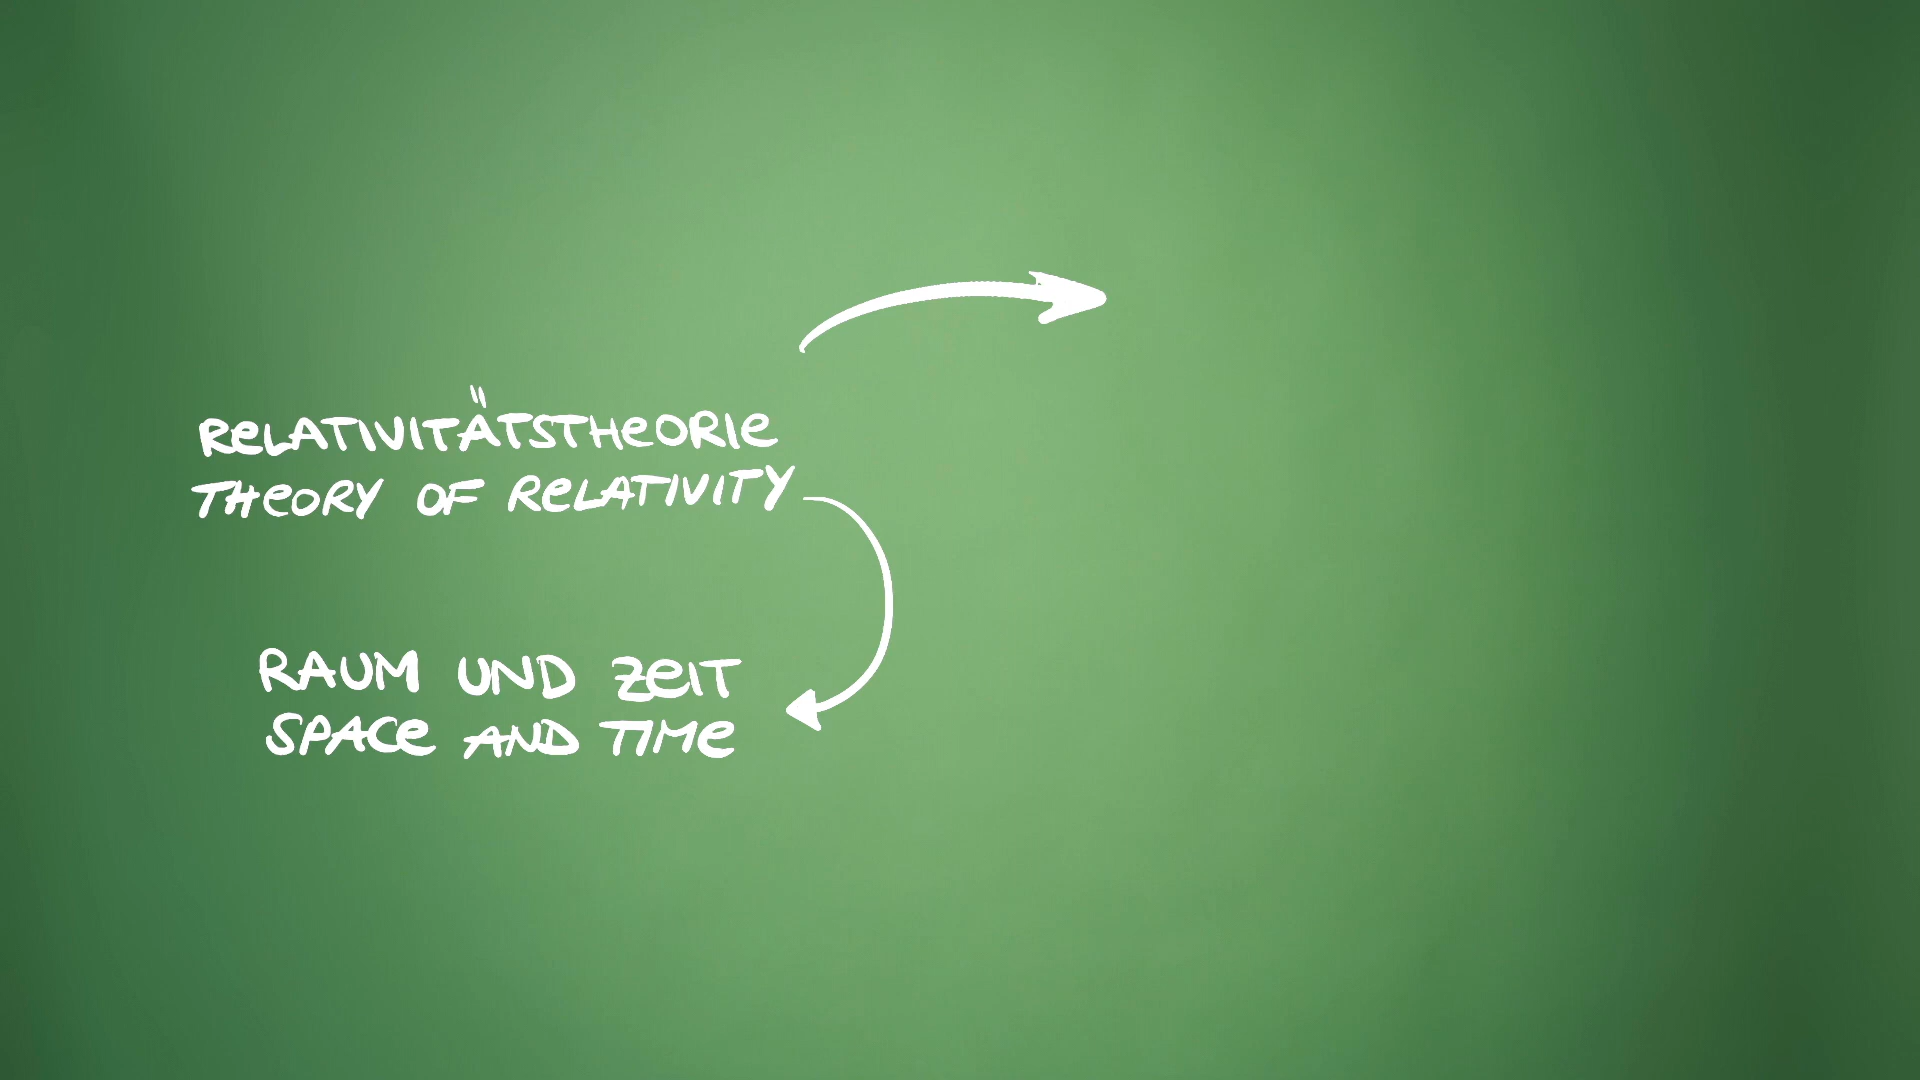 RELATIVITÄTSTHEORIE
THEORY OF RELATIVITY
RAUM UND ZEIT
SPACE AND TIME